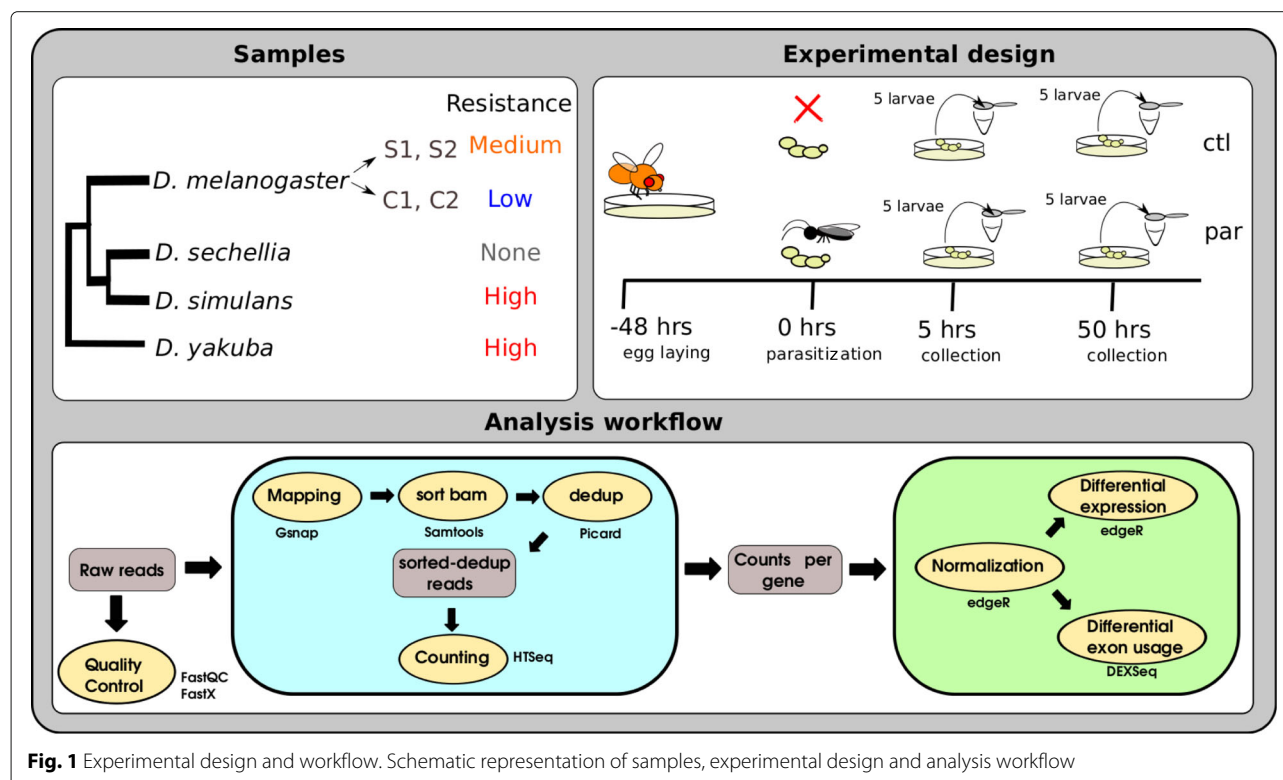 Samples
Resistance
D. melanogaster
S1, S2 Medium
C1, C2 Low
D. sechellia None
D. simulans High
D. yakuba High
Experimental design
5 larvae 5 larvae
ctl
5 larvae 5 larvae
par
-48 hrs 0 hrs 5 hrs 50 hrs
egg laying parasitization collection collection
Analysis workflow
Raw reads
Quality
Control
FastQC
FastX
Mapping
Gsnap
sort bam
Samtools
dedup
Picard
sorted-dedup
reads
Counting HTSeq
Counts per
gene
Normalization
edgeR
Differential
expression
edgeR
Differential
exon usage
DEXSeq
Fig. 1 Experimental design and workflow. Schematic representation of samples, experimental design and analysis workflow